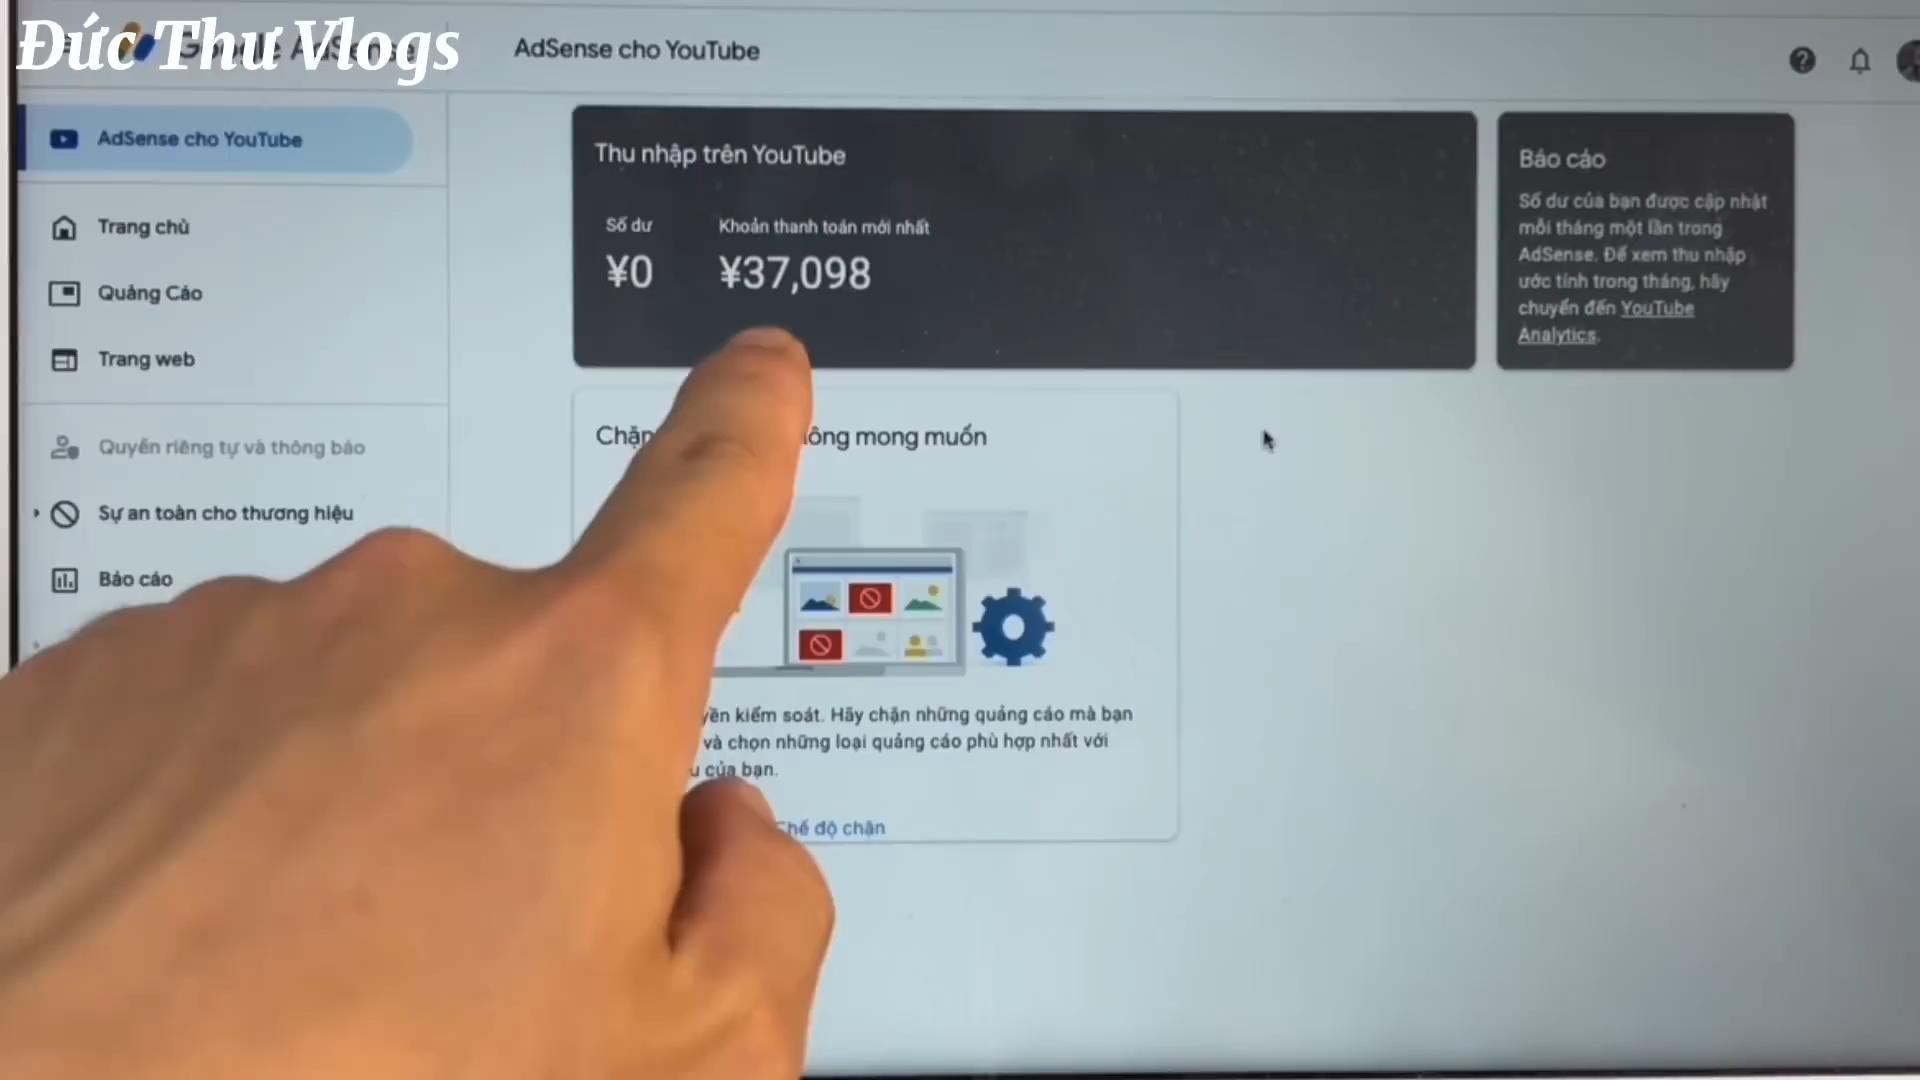 Đức Thư Vlogs
Google AdSense
AdSense cho YouTube
AdSense cho YouTube
Trang chủ
Quảng Cáo
Trang web
Quyền riêng tự và thông báo
Sự an toàn cho thương hiệu
Báo cáo
Thu nhập trên YouTube
Số dư
Khoản thanh toán mới nhất
¥0
¥37,098
Báo cáo
Số dư của bạn được cập nhật
mỗi tháng một lần trong
AdSense. Để xem thu nhập
ước tính trong tháng, hãy
chuyển đến YouTube
Analytics.
Chặn mong muốn
kiểm soát. Hãy chặn những quảng cáo mà bạn
và chọn những loại quảng cáo phù hợp nhất với
của bạn.
Chế độ chặn